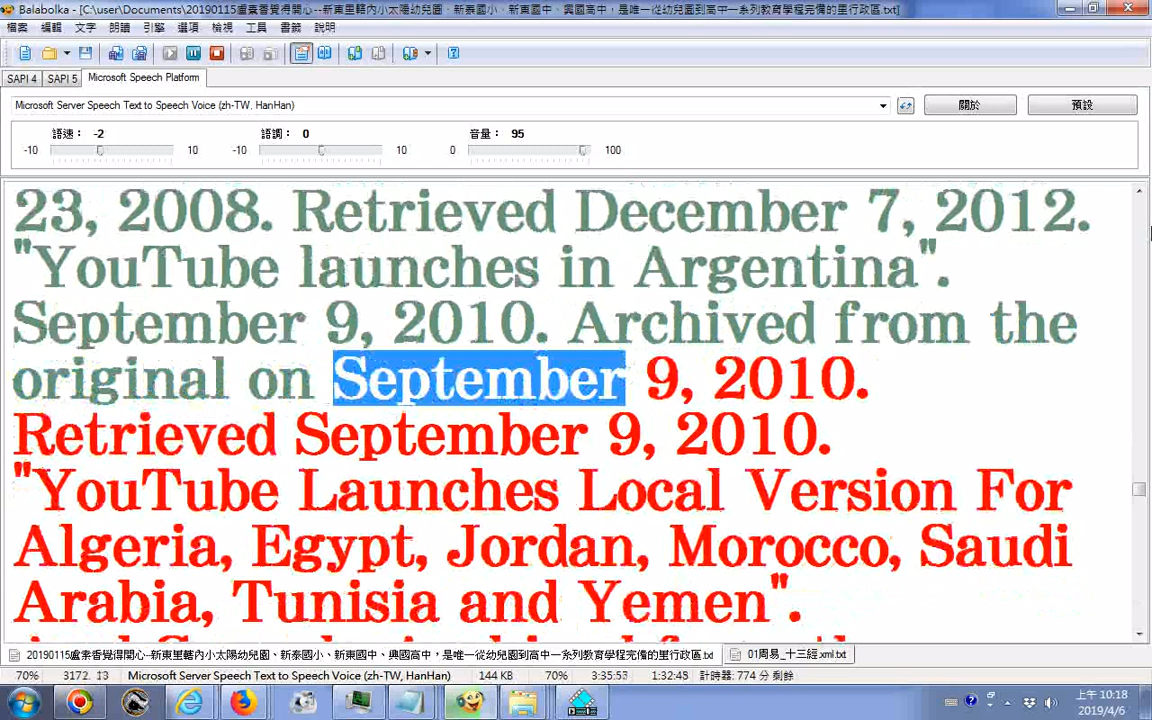 Balabolka - [C:\user\Documents\20190115盧素香覺得開心--新東里轄內小太陽幼兒園、新泰國小、新東國中、興國高中，是唯一從幼兒園到高中一系列教育學程完備的里行政區.txt]
檔案 編輯 文字 朗讀 引擎 選項 檢視 工具 書籤 說明
SAPI 4 SAPI 5 Microsoft Speech Platform
Microsoft Server Speech Text to Speech Voice (zh-TW, HanHan) 關於 預設
語速： -2 語調： 0 音量： 95
-10 10 -10 10 0 100
23, 2008. Retrieved December 7, 2012.
"YouTube launches in Argentina".
September 9, 2010. Archived from the
original on September 9, 2010.
Retrieved September 9, 2010.
"YouTube Launches Local Version For
Algeria, Egypt, Jordan, Morocco, Saudi
Arabia, Tunisia and Yemen".
20190115盧素香覺得開心--新東里轄內小太陽幼兒園、新泰國小、新東國中、興國高中，是唯一從幼兒園到高中一系列教育學程完備的里行政區.txt 01周易_十三經.xml.txt
70% 3172: 13 Microsoft Server Speech Text to Speech Voice (zh-TW, HanHan) 144 KB 70% 3:35:53 1:32:48 計時器: 774 分 剩餘
上午 10:18
2019/4/6